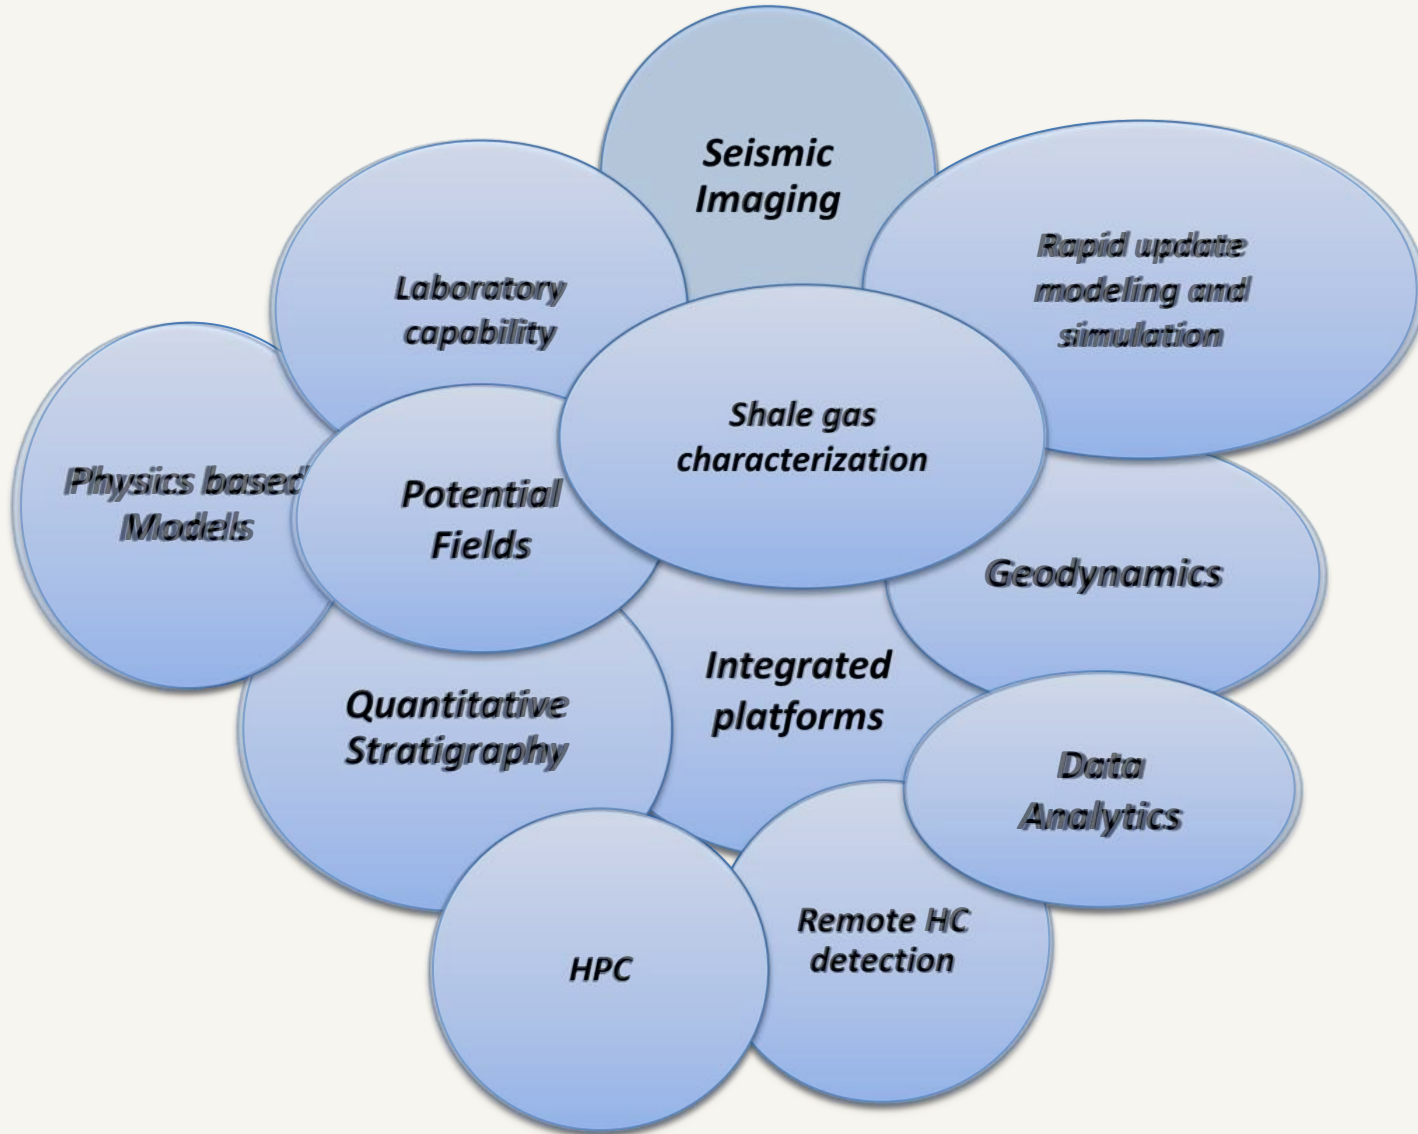 Seismic
Imaging
Rapid update
modeling and
simulation
Laboratory
capability
Shale gas
characterization
Physics based
Models
Potential
Fields
Geodynamics
Integrated
platforms
Quantitative
Stratigraphy
Data
Analytics
Remote HC
detection
HPC